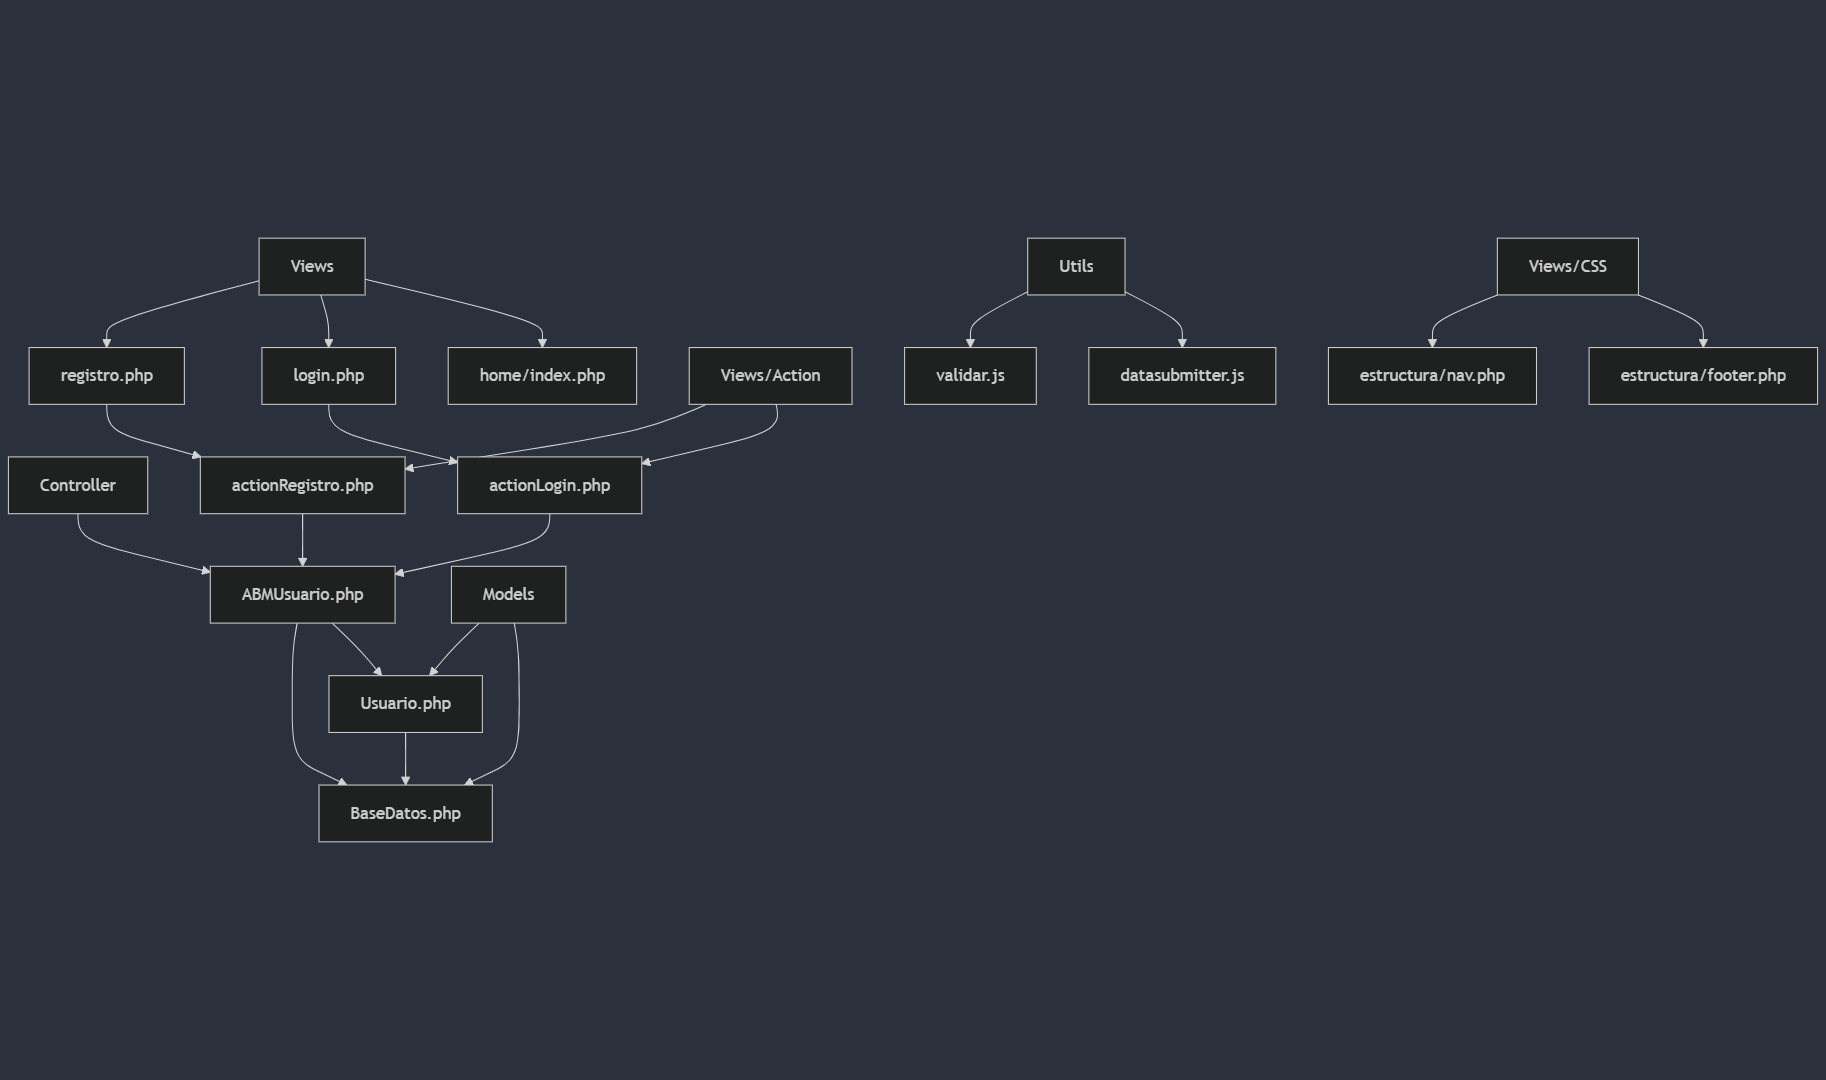 Views
Utils
Views/CSS
registro.php
login.php
home/index.php
Views/Action
validar.js
datasubmitter.js
estructura/nav.php
estructura/footer.php
Controller
actionRegistro.php
actionLogin.php
ABMUsuario.php
Models
Usuario.php
BaseDatos.php